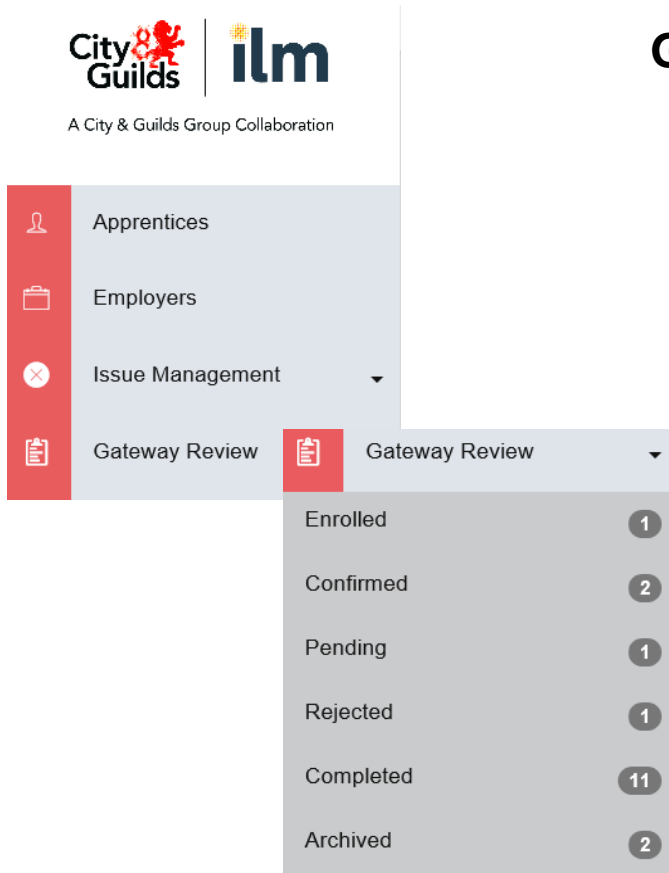 City &
Guilds
ilm
A City & Guilds Group Collaboration
G
Apprentices
Employers
Issue Management
Gateway Review
Gateway Review
Enrolled 1
Confirmed 2
Pending 1
Rejected 1
Completed 11
Archived 2